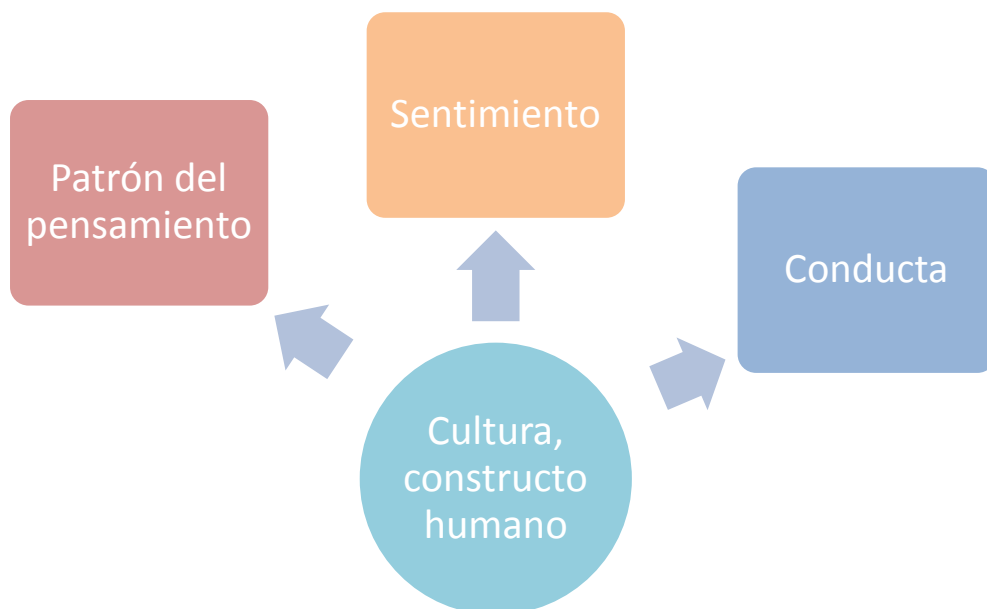 Sentimiento
Patrón del
pensamiento
Conducta
Cultura,
constructo
humano